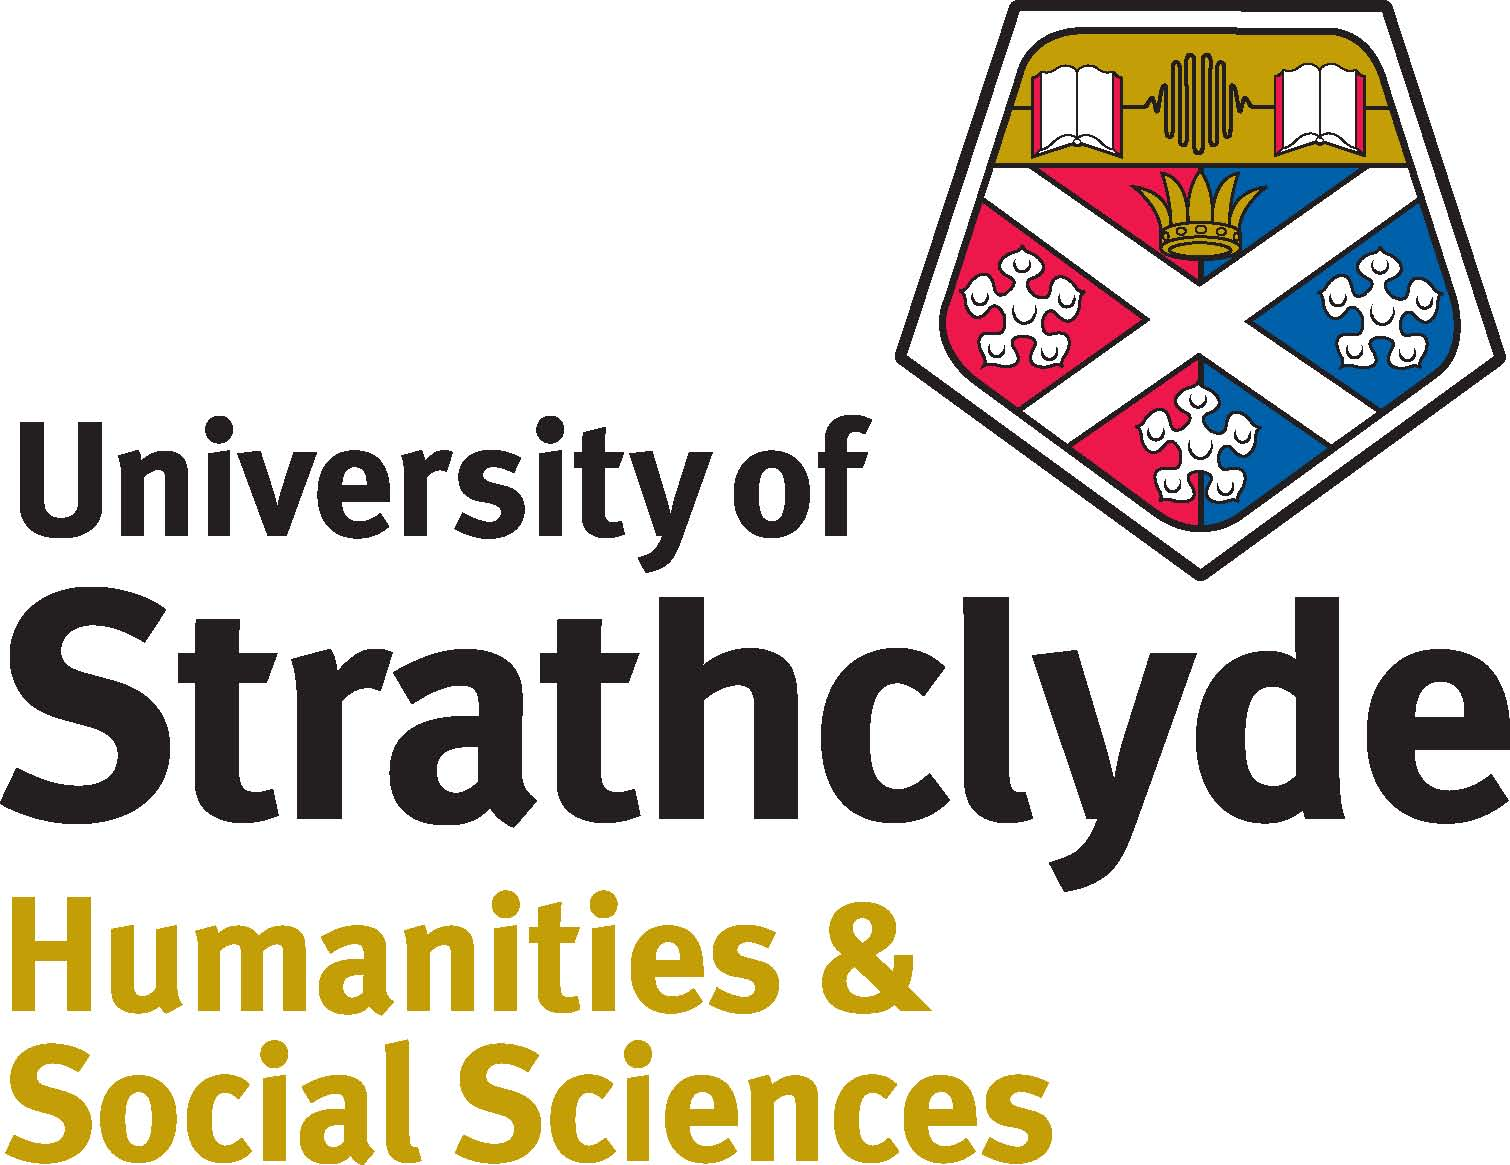 University of
Strathclyde
Humanities &
Social Sciences